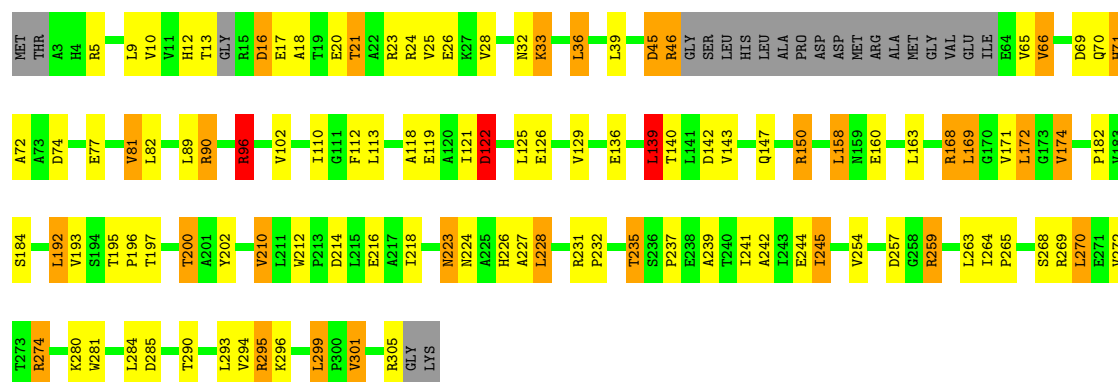 MET THR A3 H4 R5 L9 V10 V11 H12 T13 GLY R15 D16 E17 A18 T19 E20 T21 A22 R23 R24 V25 E26 K27 V28 N32 K33 L36 L39 D45 R46 GLY SER LEU HIS LEU ALA PRO ASP ASP MET ARG ALA MET GLY VAL GLU ILE E64 V65 V66 D69 Q70
A72 A73 D74 E77 V81 L82 L89 R90 R96 V102 I110 G111 F112 L113 A118 E119 A120 I121 D122 L125 E126 V129 E136 L139 T140 L141 D142 V143 Q147 R150 L158 N159 E160 L163 R168 L169 G170 V171 L172 G173 V174 P182 V183
S184 L192 V193 S194 T195 P196 T197 T200 A201 Y202 V210 L211 W212 P213 D214 L215 E216 A217 I218 N223 N224 A225 H226 A227 L228 R231 P232 T235 S236 P237 E238 A239 T240 I241 A242 I243 E244 I245 V254 D257 G258 R259 L263 I264 P265 S268 R269 L270 E271 V272
T273 R274 K280 W281 L284 D285 T290 L293 V294 R295 K296 L299 P300 V301 R305 GLY LYS